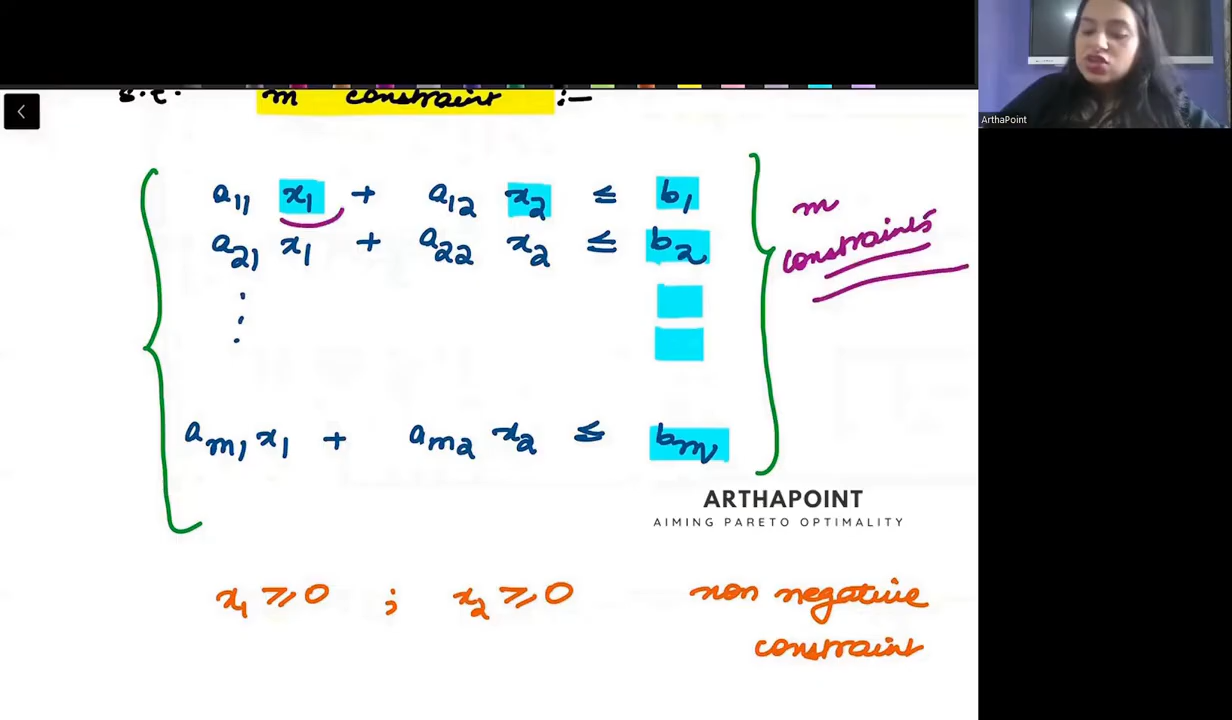 s.t. m constraint :-
a11 x1 + a12 x2 ≤ b1
a21 x1 + a22 x2 ≤ b2
⋮
am1 x1 + am2 x2 ≤ bm
m
constraints
ARTHAPOINT
AIMING PARETO OPTIMALITY
x1 ≥ 0 ; x2 ≥ 0 non negative
constraint
ArthaPoint